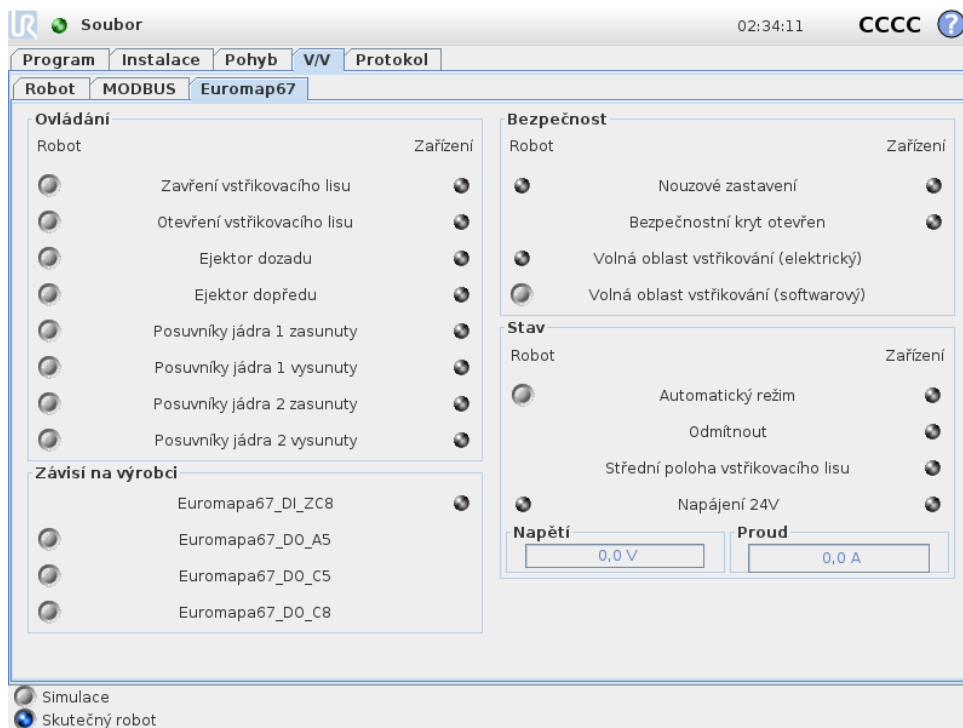 UR Soubor 02:34:11 CCCC ?
Program Instalace Pohyb V/V Protokol
Robot MODBUS Euromap67
Ovládání
Robot Zařízení
Zavření vstřikovacího lisu
Otevření vstřikovacího lisu
Ejektor dozadu
Ejektor dopředu
Posuvníky jádra 1 zasunuty
Posuvníky jádra 1 vysunuty
Posuvníky jádra 2 zasunuty
Posuvníky jádra 2 vysunuty
Závisí na výrobci
Euromapa67_DI_ZC8
Euromapa67_DO_A5
Euromapa67_DO_C5
Euromapa67_DO_C8
Bezpečnost
Robot Zařízení
Nouzové zastavení
Bezpečnostní kryt otevřen
Volná oblast vstřikování (elektrický)
Volná oblast vstřikování (softwarový)
Stav
Robot Zařízení
Automatický režim
Odmítnout
Střední poloha vstřikovacího lisu
Napájení 24V
Napětí Proud
0,0 V 0,0 A
Simulace
Skutečný robot